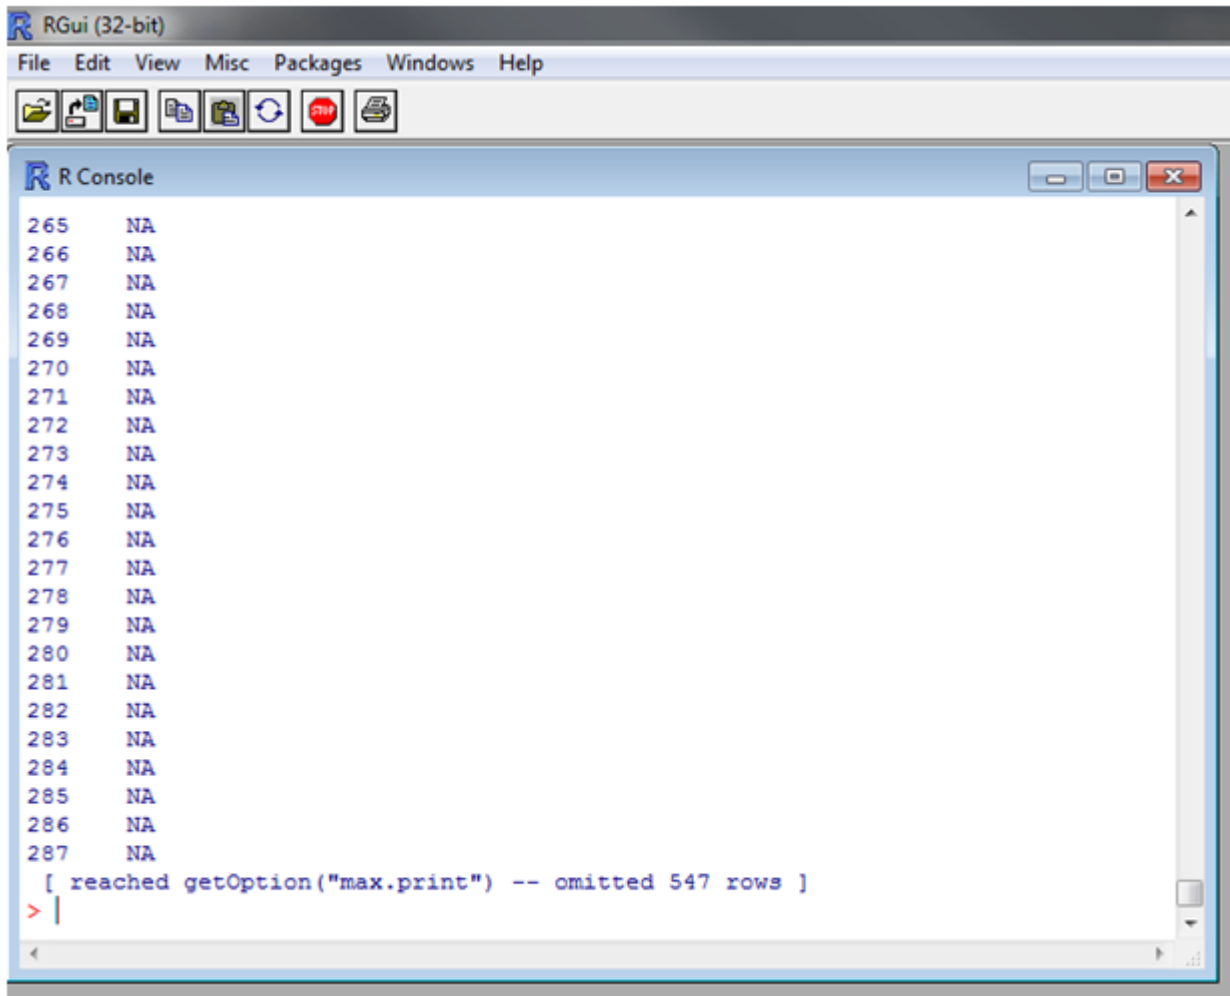 RGui (32-bit)
File Edit View Misc Packages Windows Help
STOP
R Console
265 NA
266 NA
267 NA
268 NA
269 NA
270 NA
271 NA
272 NA
273 NA
274 NA
275 NA
276 NA
277 NA
278 NA
279 NA
280 NA
281 NA
282 NA
283 NA
284 NA
285 NA
286 NA
287 NA
[ reached getOption("max.print") -- omitted 547 rows ]
>